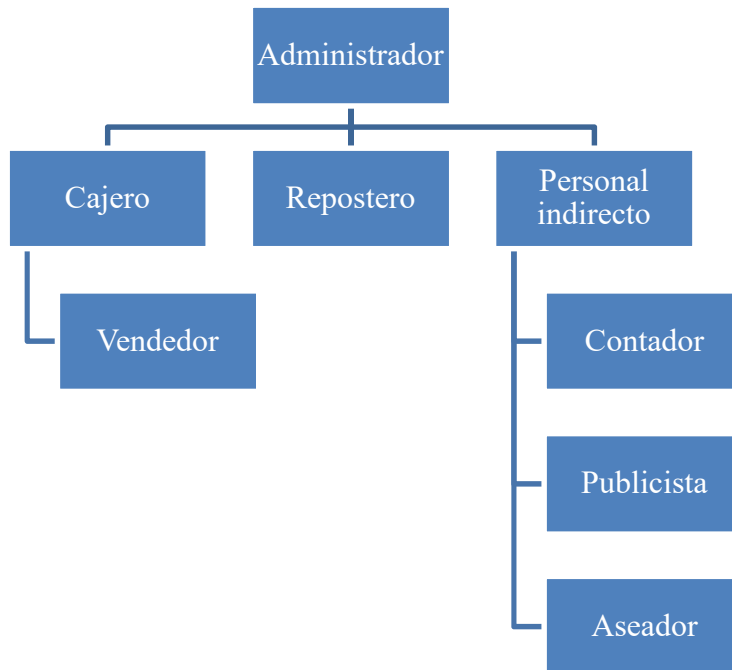 Administrador
Cajero
Repostero
Personal
indirecto
Vendedor
Contador
Publicista
Aseador